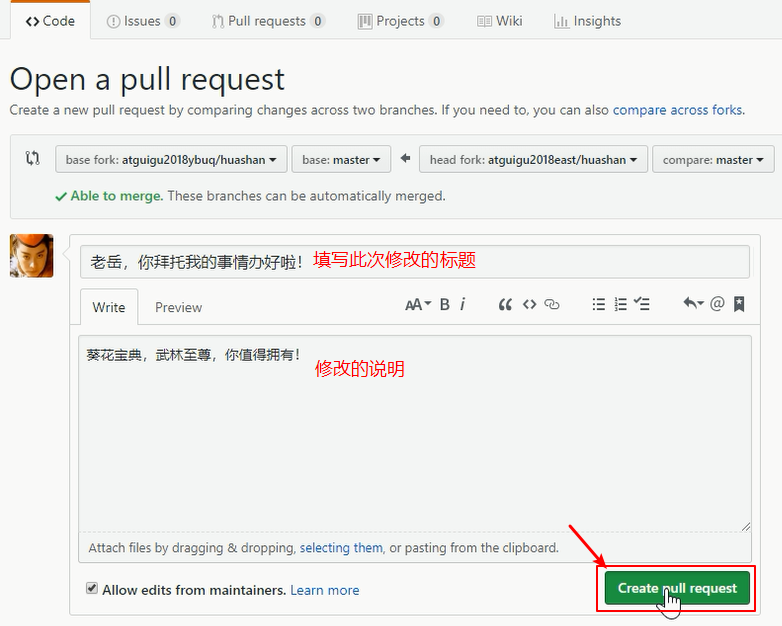 Code Issues 0 Pull requests 0 Projects 0 Wiki Insights
Open a pull request
Create a new pull request by comparing changes across two branches. If you need to, you can also compare across forks.
base fork: atguigu2018ybuq/huashan base: master head fork: atguigu2018east/huashan compare: master
Able to merge. These branches can be automatically merged.
老岳，你拜托我的事情办好啦！ 填写此次修改的标题
Write Preview AA B i
葵花宝典，武林至尊，你值得拥有！
修改的说明
Attach files by dragging & dropping, selecting them, or pasting from the clipboard.
Allow edits from maintainers. Learn more
Create pull request